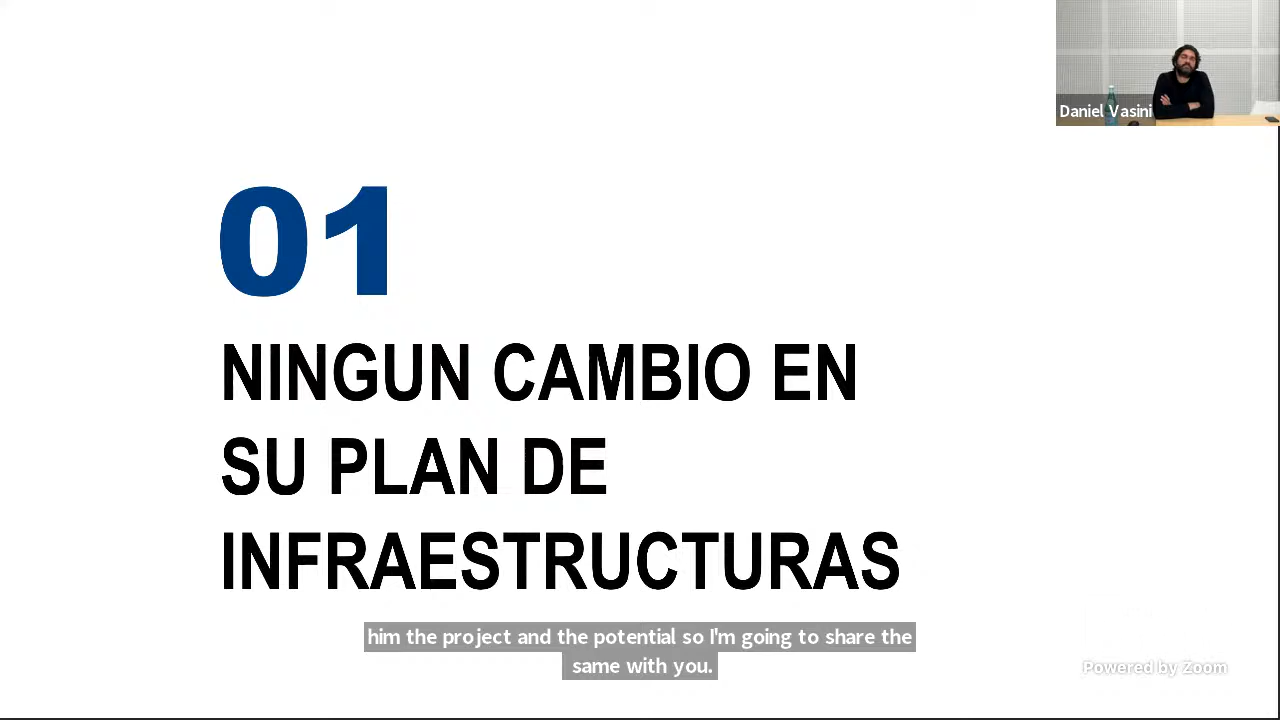 Daniel Vasini
01
NINGUN CAMBIO EN
SU PLAN DE
INFRAESTRUCTURAS
him the project and the potential so I'm going to share the
same with you.
Powered by Zoom